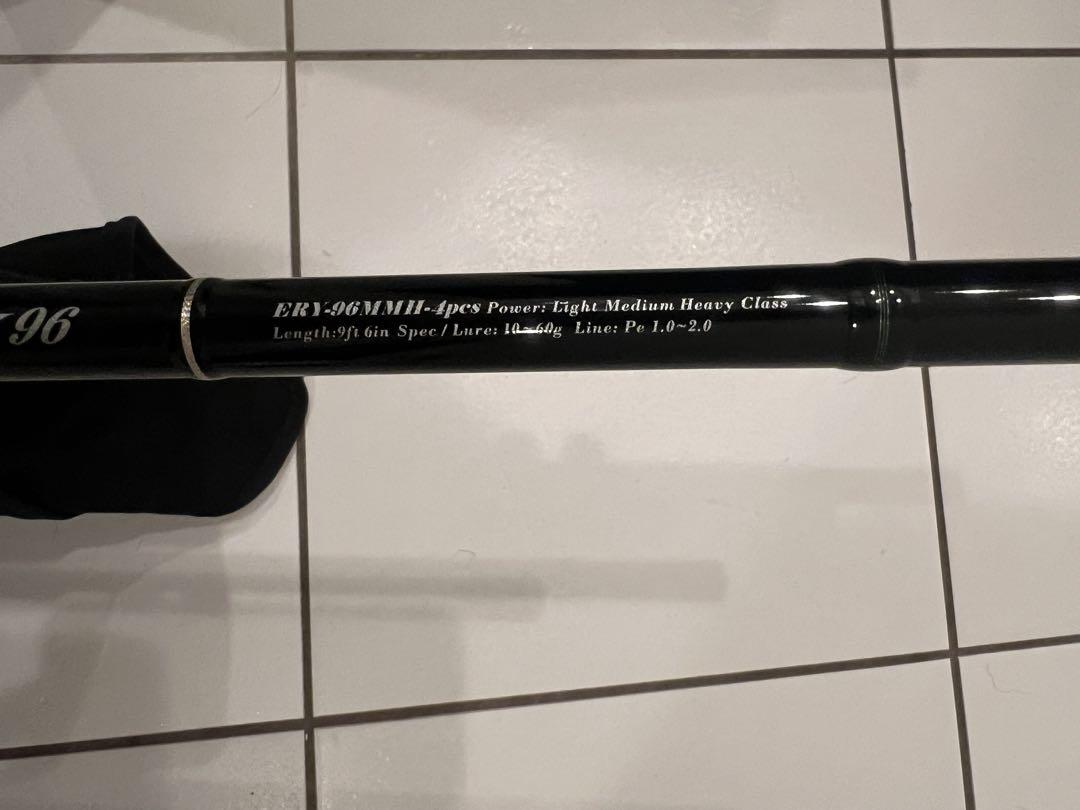 96
ERY-96MMH-4pcs Power: Light Medium Heavy Class
Length:9ft 6in Spec / Lure: 10~60g Line: Pe 1.0~2.0